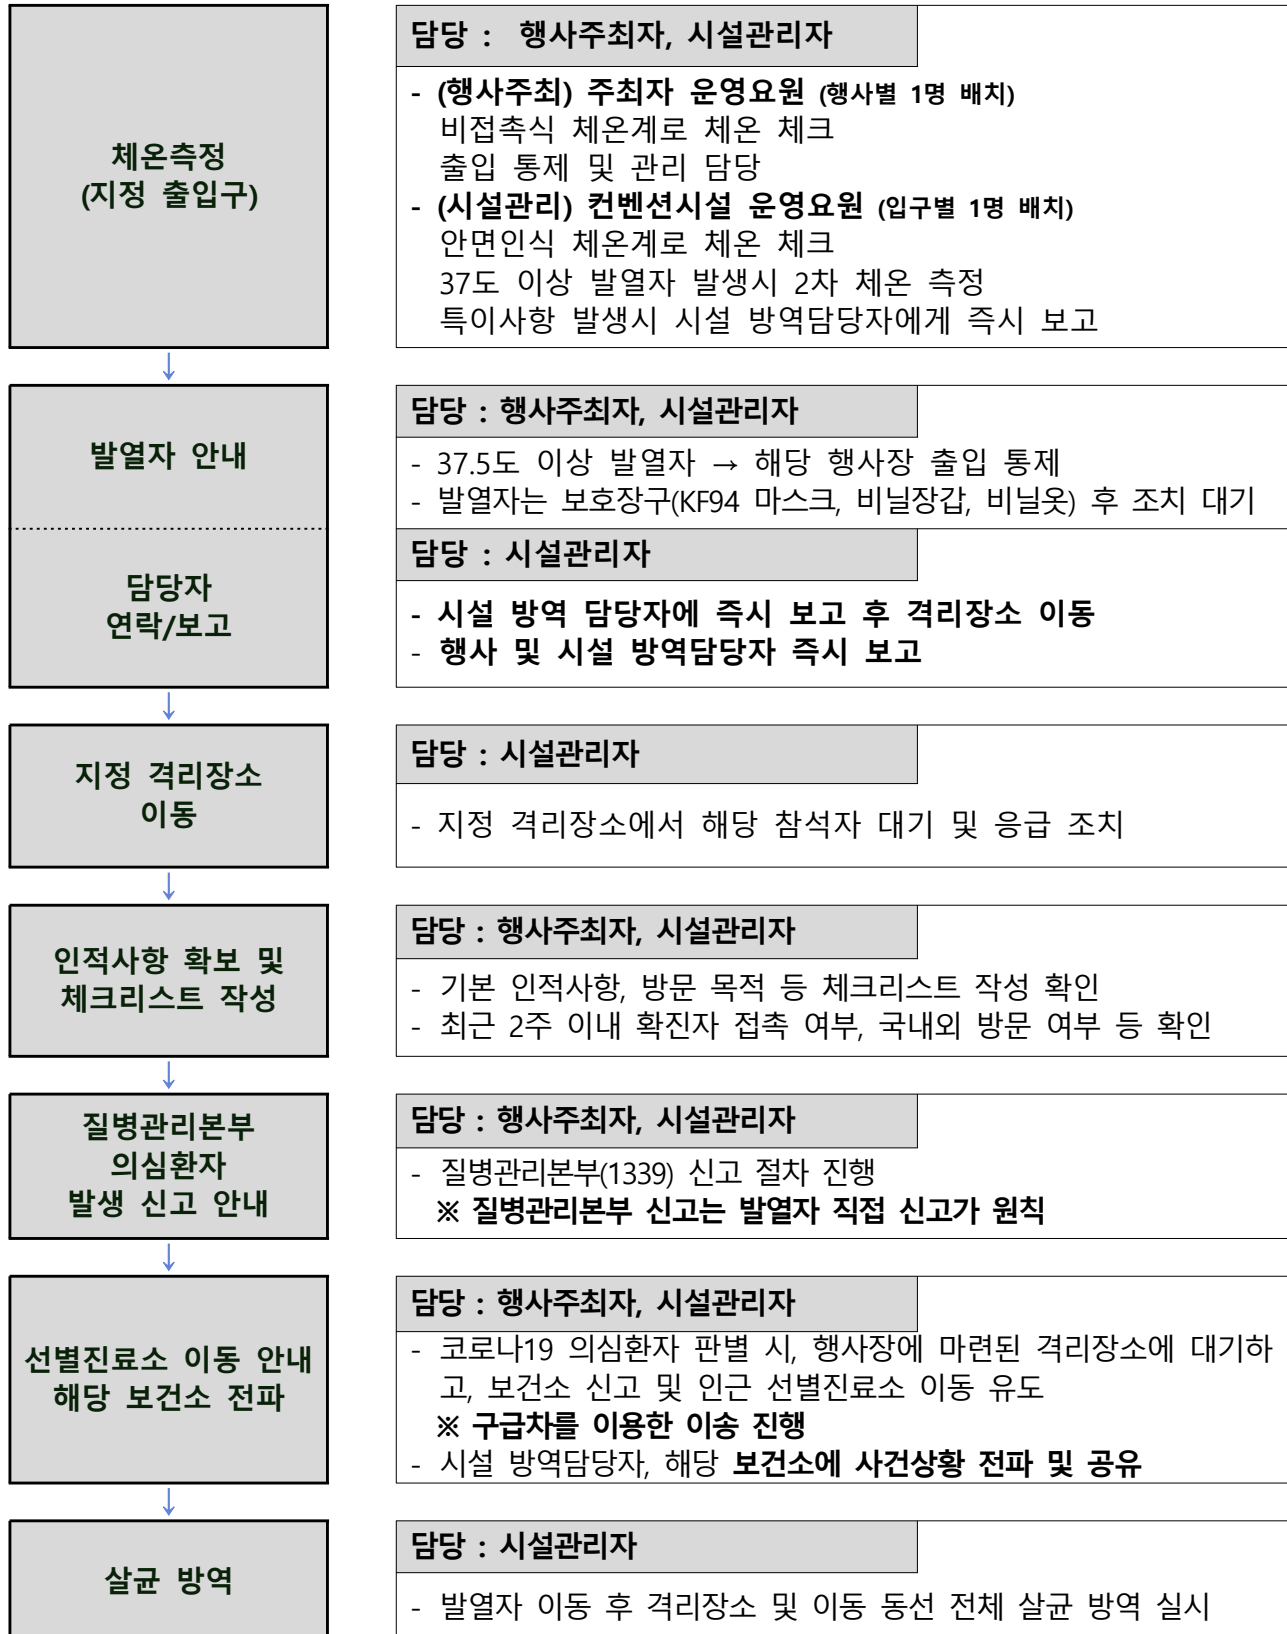 체온측정
(지정 출입구)
담당 : 행사주최자, 시설관리자
- (행사주최) 주최자 운영요원 (행사별 1명 배치)
비접촉식 체온계로 체온 체크
출입 통제 및 관리 담당
- (시설관리) 컨벤션시설 운영요원 (입구별 1명 배치)
안면인식 체온계로 체온 체크
37도 이상 발열자 발생시 2차 체온 측정
특이사항 발생시 시설 방역담당자에게 즉시 보고
↓
발열자 안내
담당 : 행사주최자, 시설관리자
- 37.5도 이상 발열자 → 해당 행사장 출입 통제
- 발열자는 보호장구(KF94 마스크, 비닐장갑, 비닐옷) 후 조치 대기
담당자
연락/보고
담당 : 시설관리자
- 시설 방역 담당자에 즉시 보고 후 격리장소 이동
- 행사 및 시설 방역담당자 즉시 보고
↓
지정 격리장소
이동
담당 : 시설관리자
- 지정 격리장소에서 해당 참석자 대기 및 응급 조치
↓
인적사항 확보 및
체크리스트 작성
담당 : 행사주최자, 시설관리자
- 기본 인적사항, 방문 목적 등 체크리스트 작성 확인
- 최근 2주 이내 확진자 접촉 여부, 국내외 방문 여부 등 확인
↓
질병관리본부
의심환자
발생 신고 안내
담당 : 행사주최자, 시설관리자
- 질병관리본부(1339) 신고 절차 진행
※ 질병관리본부 신고는 발열자 직접 신고가 원칙
↓
선별진료소 이동 안내
해당 보건소 전파
담당 : 행사주최자, 시설관리자
- 코로나19 의심환자 판별 시, 행사장에 마련된 격리장소에 대기하
고, 보건소 신고 및 인근 선별진료소 이동 유도
※ 구급차를 이용한 이송 진행
- 시설 방역담당자, 해당 보건소에 사건상황 전파 및 공유
↓
살균 방역
담당 : 시설관리자
- 발열자 이동 후 격리장소 및 이동 동선 전체 살균 방역 실시